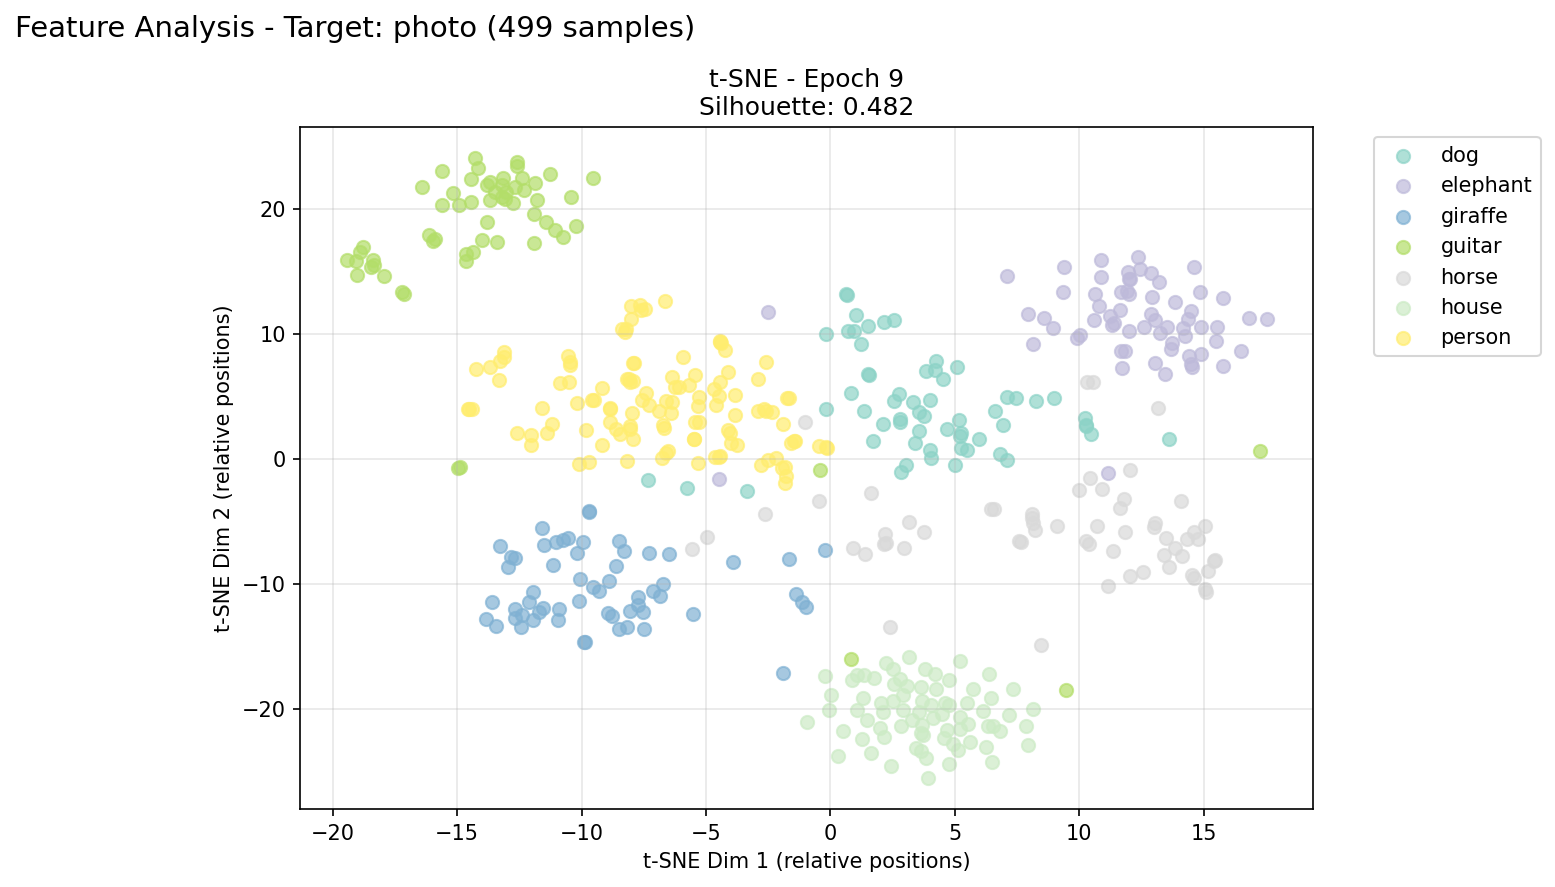 Feature Analysis - Target: photo (499 samples)
t-SNE - Epoch 9
Silhouette: 0.482
dog
elephant
giraffe
guitar
horse
house
person
20
10
0
−10
−20
t-SNE Dim 2 (relative positions)
−20 −15 −10 −5 0 5 10 15
t-SNE Dim 1 (relative positions)